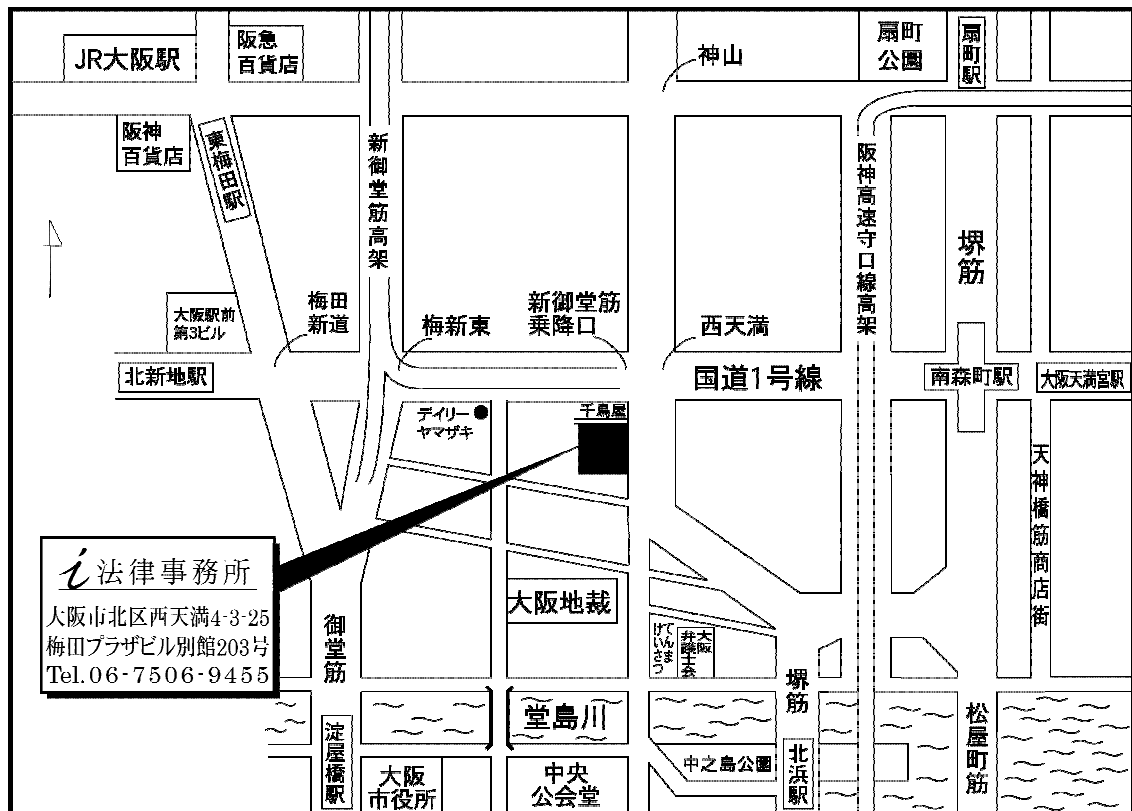 JR大阪駅
阪急
百貨店
神山
扇町
公園
扇町駅
阪神
百貨店
東梅田駅
新御堂筋高架
阪神高速守口線高架
堺筋
大阪駅前
第3ビル
梅田
新道
梅新東
新御堂筋
乗降口
西天満
北新地駅
国道1号線
南森町駅
大阪天満宮駅
デイリー
ヤマザキ
千鳥屋
天神橋筋商店街
i 法律事務所
大阪市北区西天満4-3-25
梅田プラザビル別館203号
Tel.06-7506-9455
大阪地裁
御堂筋
てんま
けいさつ
大阪
弁護士会
堺筋
堂島川
松屋町筋
淀屋橋駅
大阪
市役所
中央
公会堂
中之島公園
北浜駅